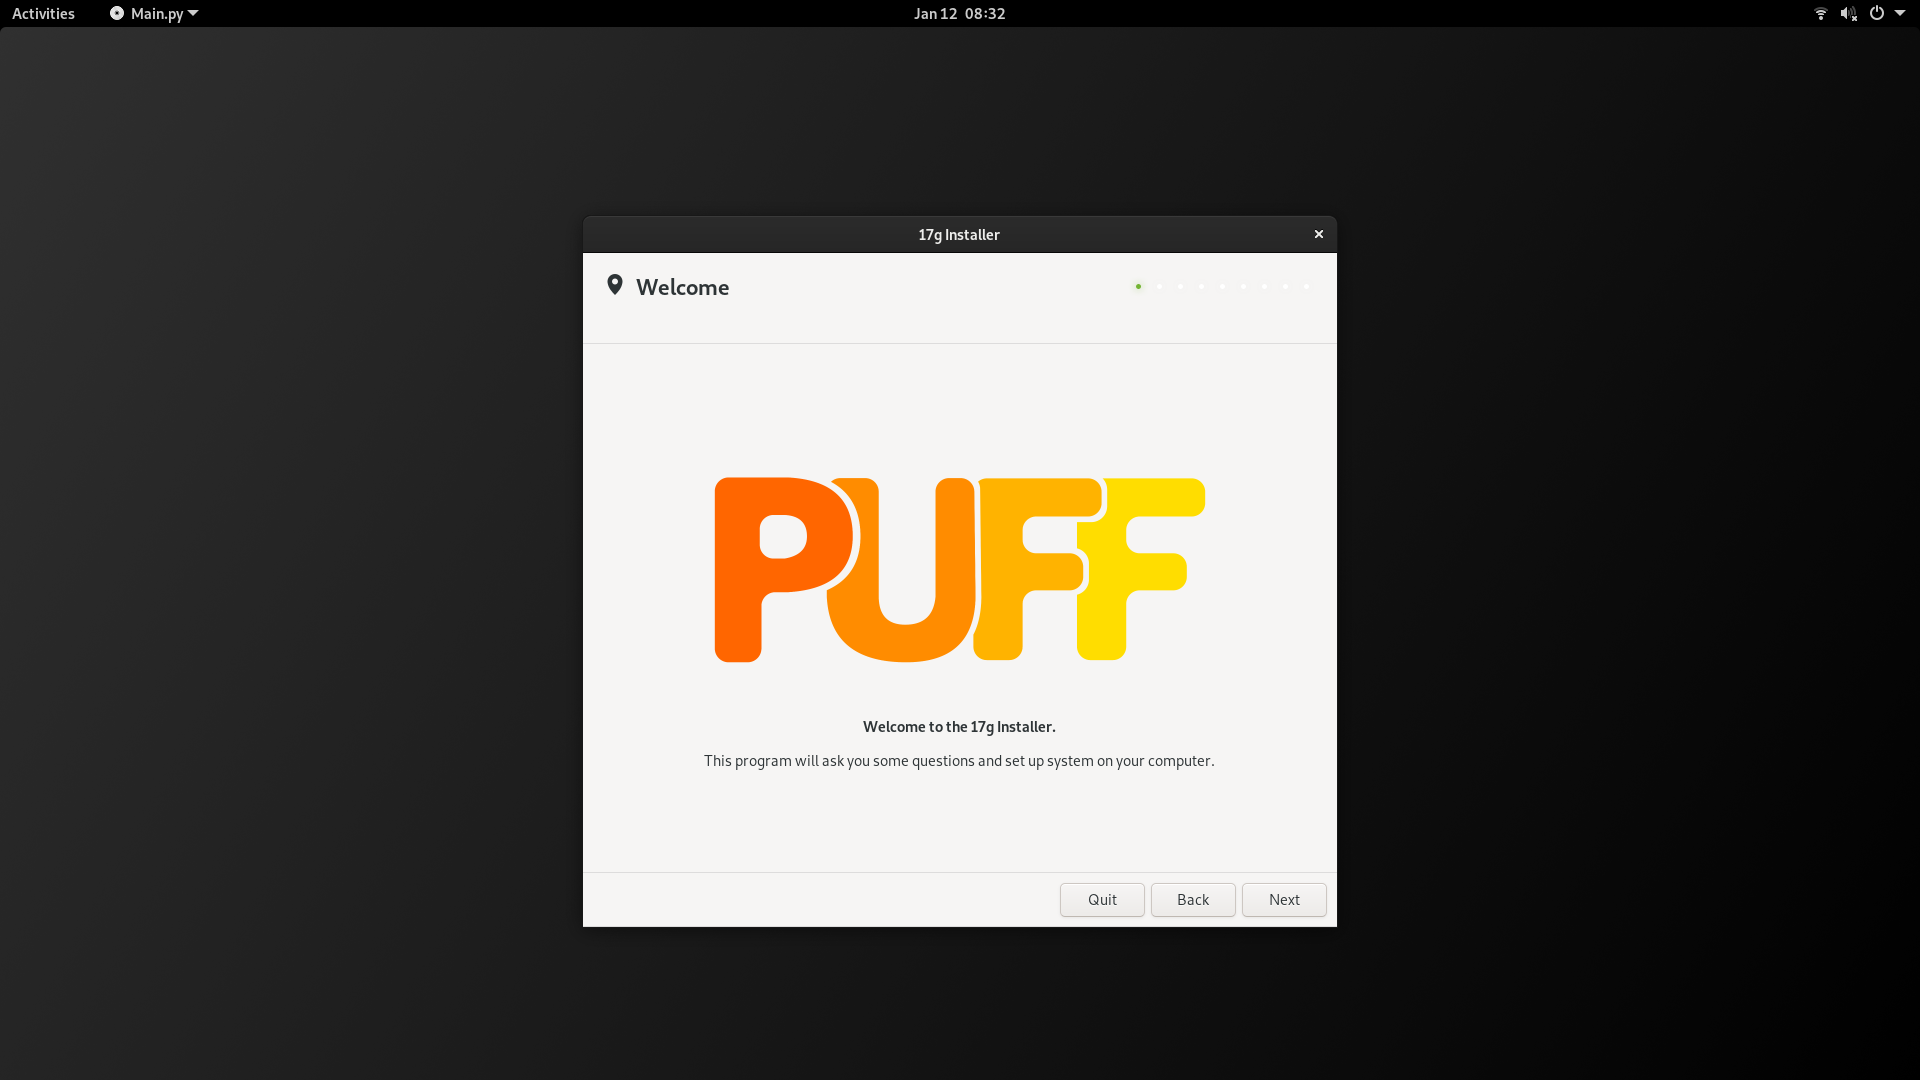 Activities
Main.py
Jan 12 08:32
17g Installer
Welcome
PUFF
Welcome to the 17g Installer.
This program will ask you some questions and set up system on your computer.
Quit
Back
Next